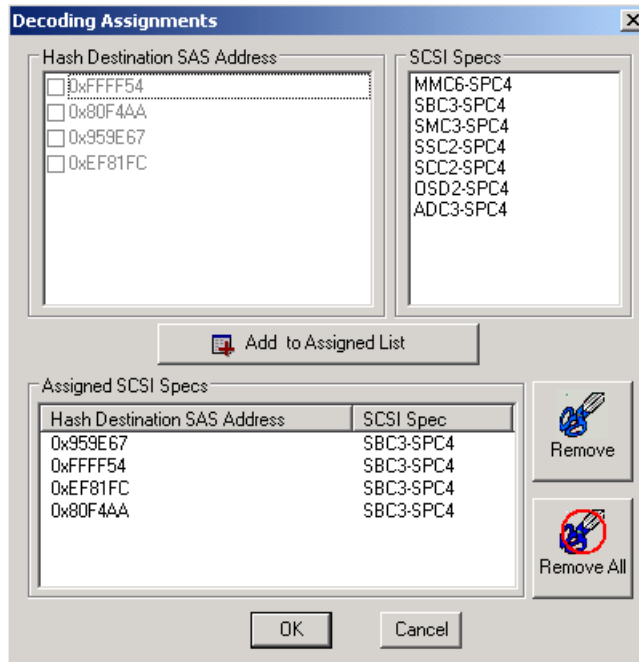 Decoding Assignments
Hash Destination SAS Address
0xFFFF54
0x80F4AA
0x959E67
0xEF81FC
SCSI Specs
MMC6-SPC4
SBC3-SPC4
SMC3-SPC4
SSC2-SPC4
SCC2-SPC4
OSD2-SPC4
ADC3-SPC4
Add to Assigned List
Assigned SCSI Specs
Hash Destination SAS Address SCSI Spec
0x959E67 SBC3-SPC4
0xFFFF54 SBC3-SPC4
0xEF81FC SBC3-SPC4
0x80F4AA SBC3-SPC4
Remove
Remove All
OK Cancel